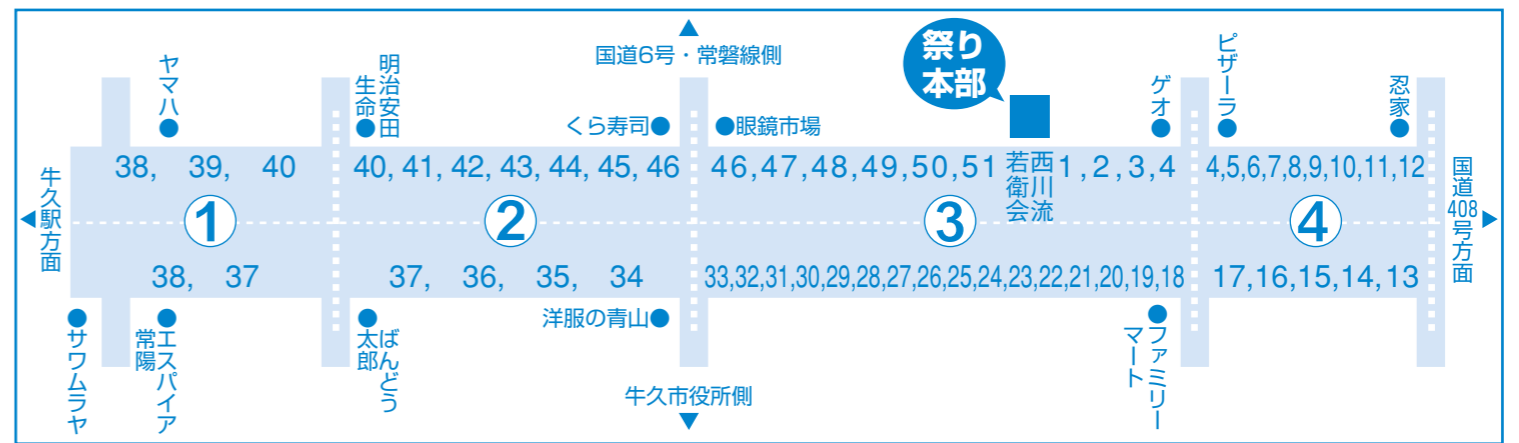 国道6号・常磐線側
祭り
本部
ヤマハ
明治安田
生命
くら寿司
眼鏡市場
ゲオ
ピザーラ
忍家
38, 39, 40
40, 41, 42, 43, 44, 45, 46
46,47,48,49,50,51
西川流
若衛会
1,2,3,4
4,5,6,7,8,9,10,11,12
牛久駅方面
①
②
③
④
国道408号方面
38, 37
37, 36, 35, 34
33,32,31,30,29,28,27,26,25,24,23,22,21,20,19,18
17,16,15,14,13
サワムラヤ
エスパイア
常陽
ばんどう
太郎
洋服の青山
ファミリー
マート
牛久市役所側